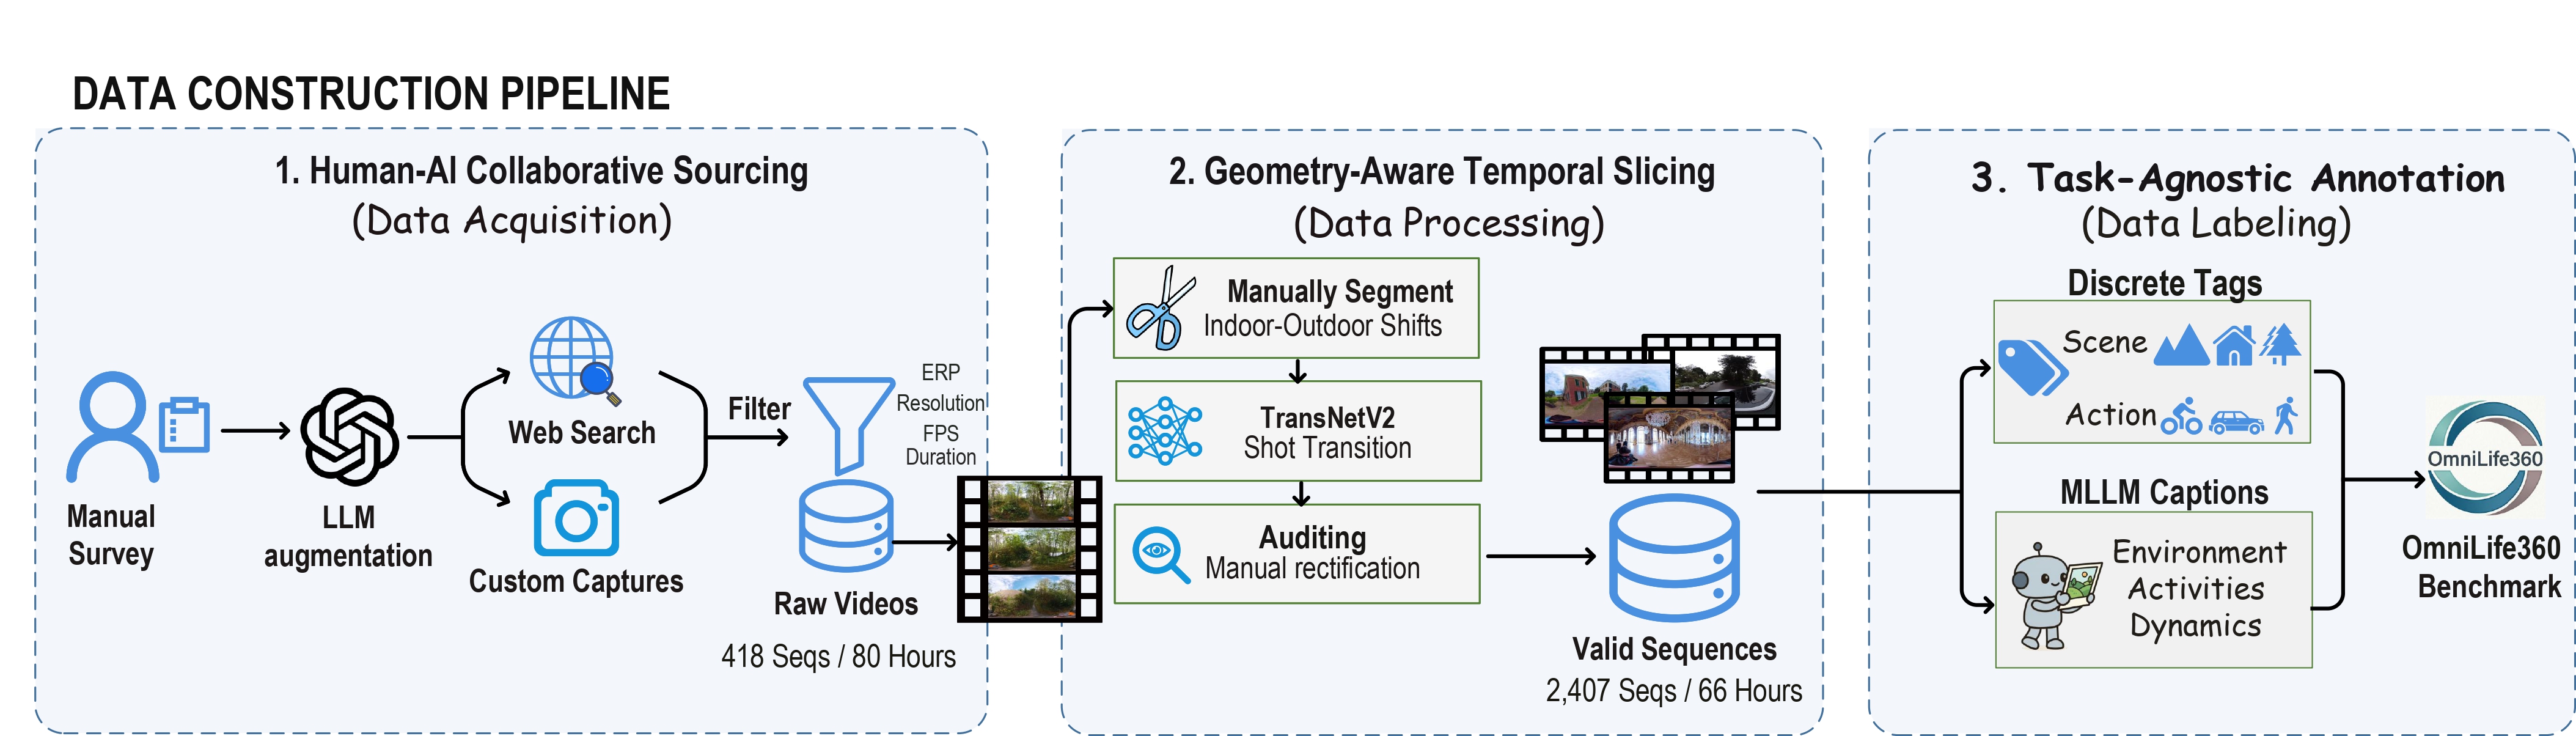 DATA CONSTRUCTION PIPELINE
1. Human-AI Collaborative Sourcing
(Data Acquisition)
Manual
Survey
LLM
augmentation
Web Search
Custom Captures
Filter
ERP
Resolution
FPS
Duration
Raw Videos
418 Seqs / 80 Hours
2. Geometry-Aware Temporal Slicing
(Data Processing)
Manually Segment
Indoor-Outdoor Shifts
TransNetV2
Shot Transition
Auditing
Manual rectification
Valid Sequences
2,407 Seqs / 66 Hours
3. Task-Agnostic Annotation
(Data Labeling)
Discrete Tags
Scene
Action
MLLM Captions
Environment
Activities
Dynamics
OmniLife360
OmniLife360
Benchmark